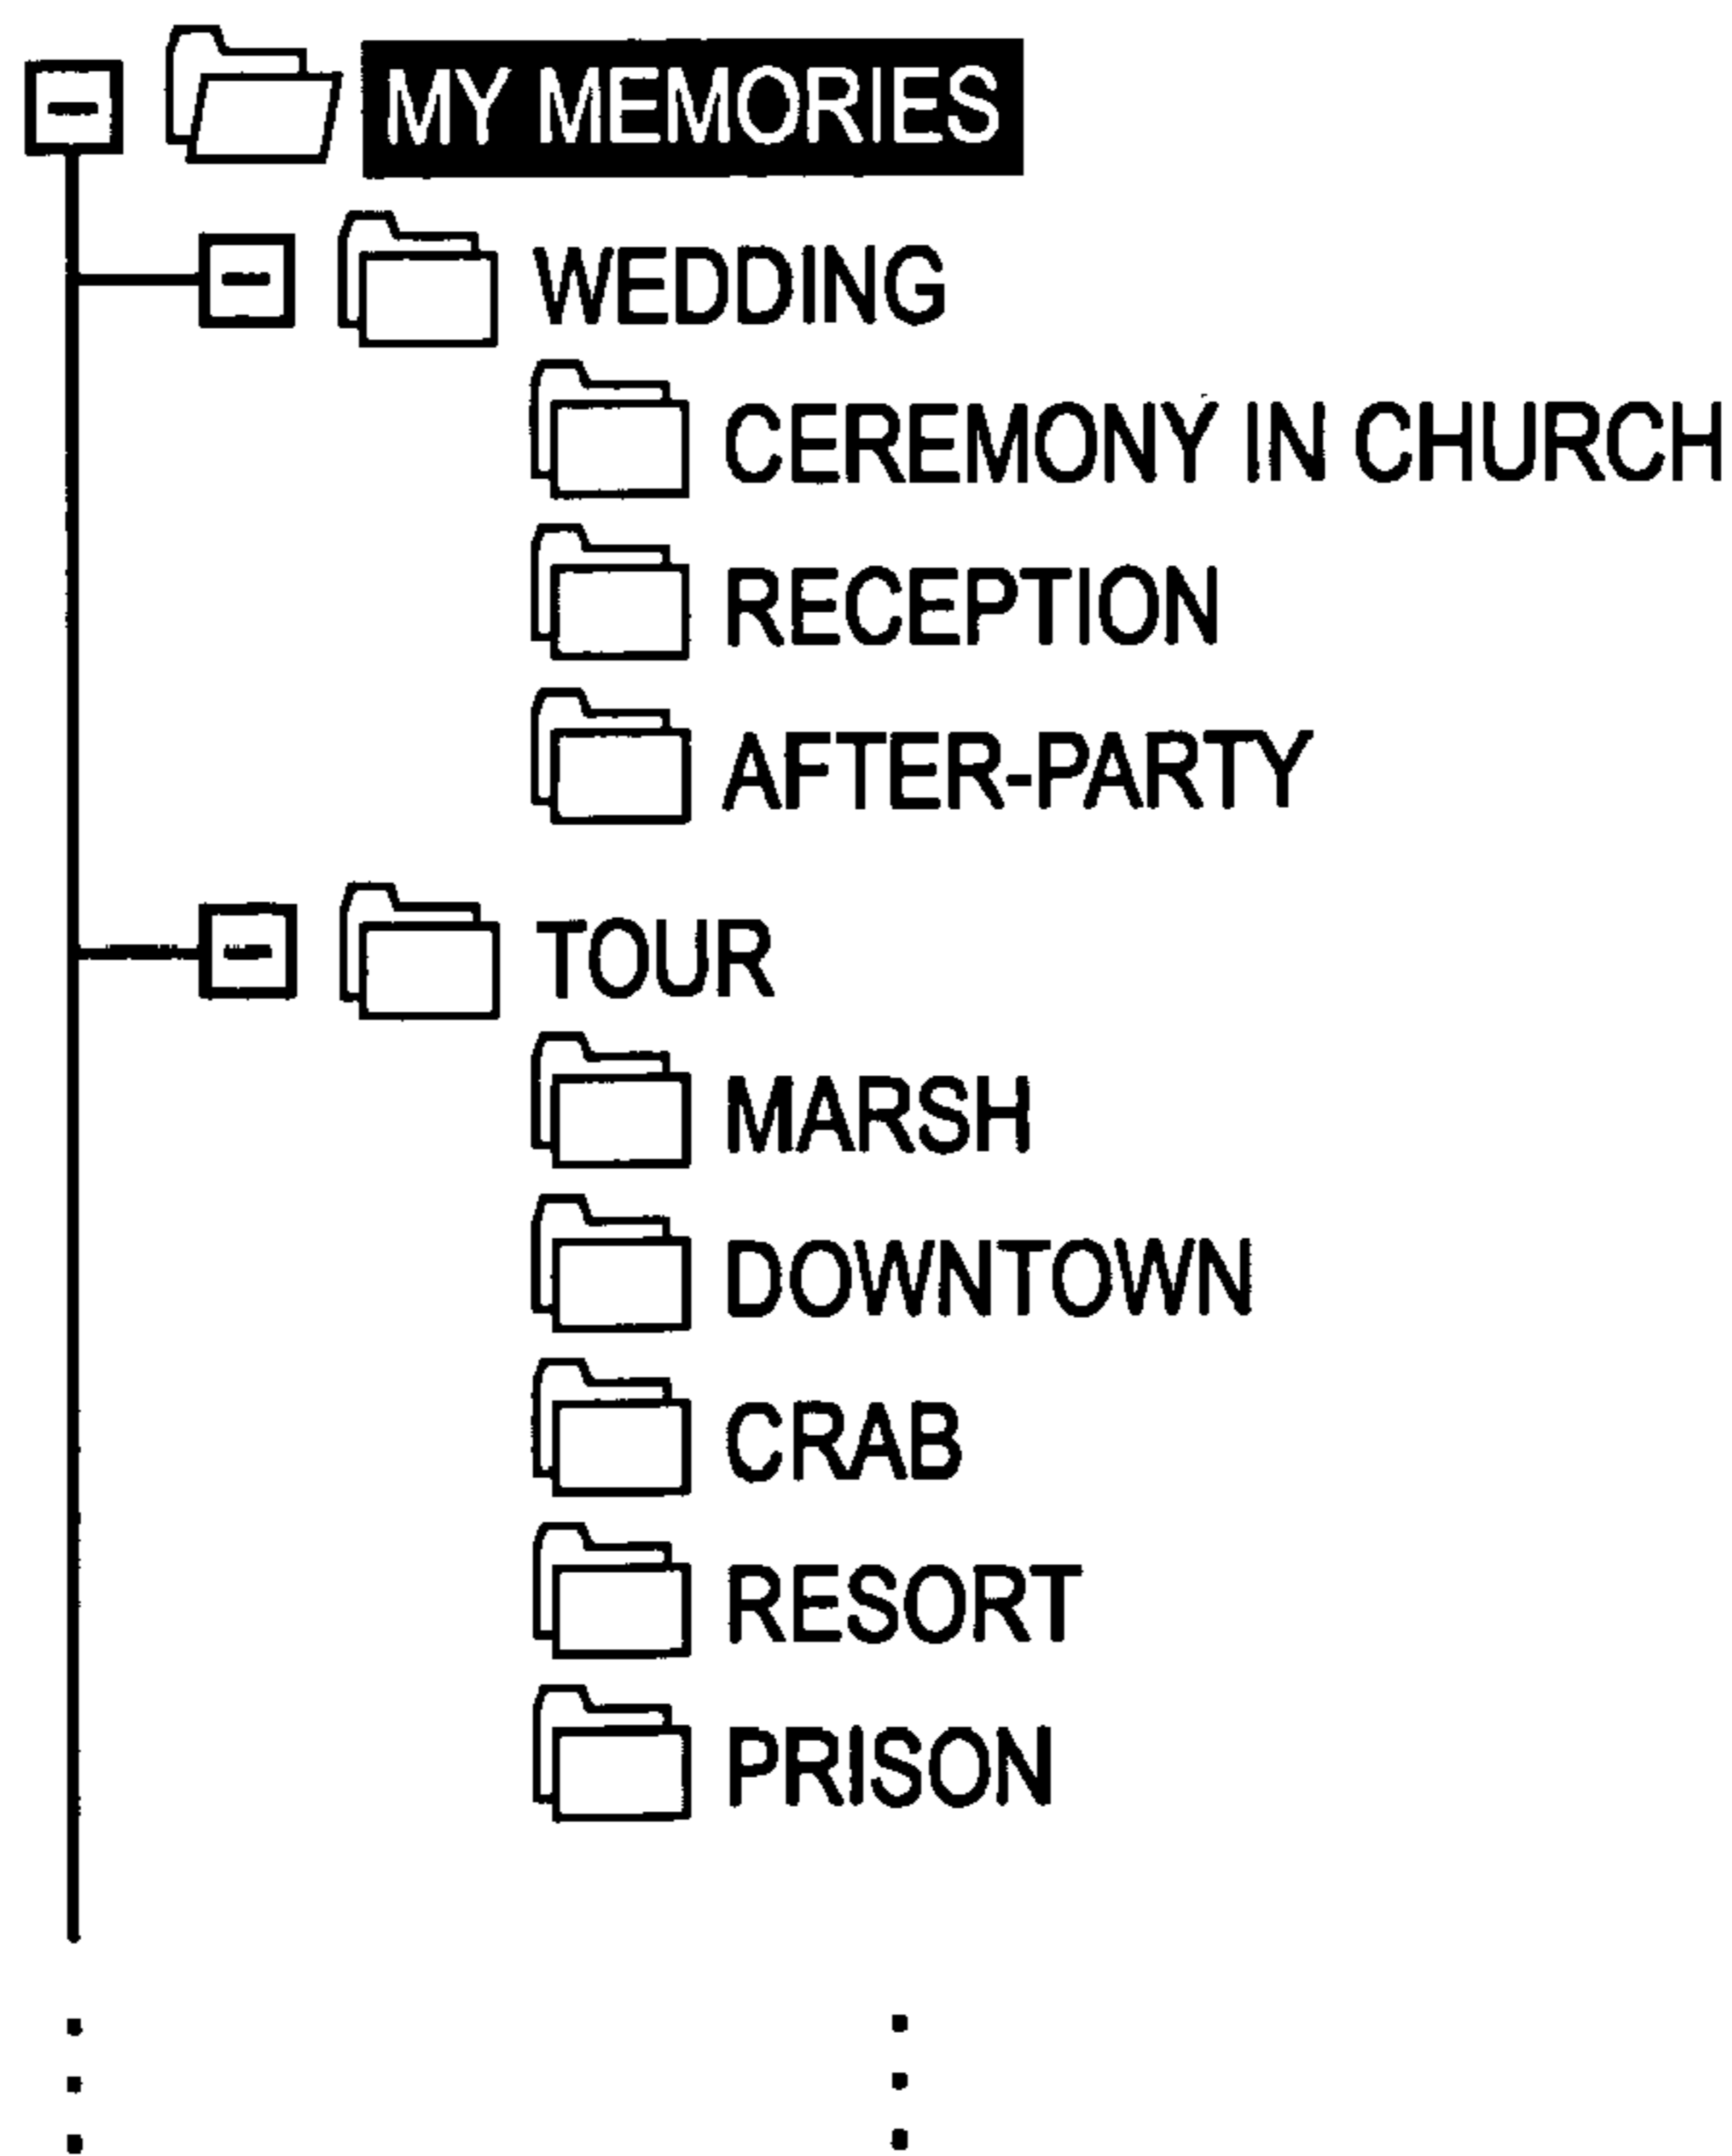 MY MEMORIES
WEDDING
CEREMONY IN CHURCH
RECEPTION
AFTER-PARTY
TOUR
MARSH
DOWNTOWN
CRAB
RESORT
PRISON